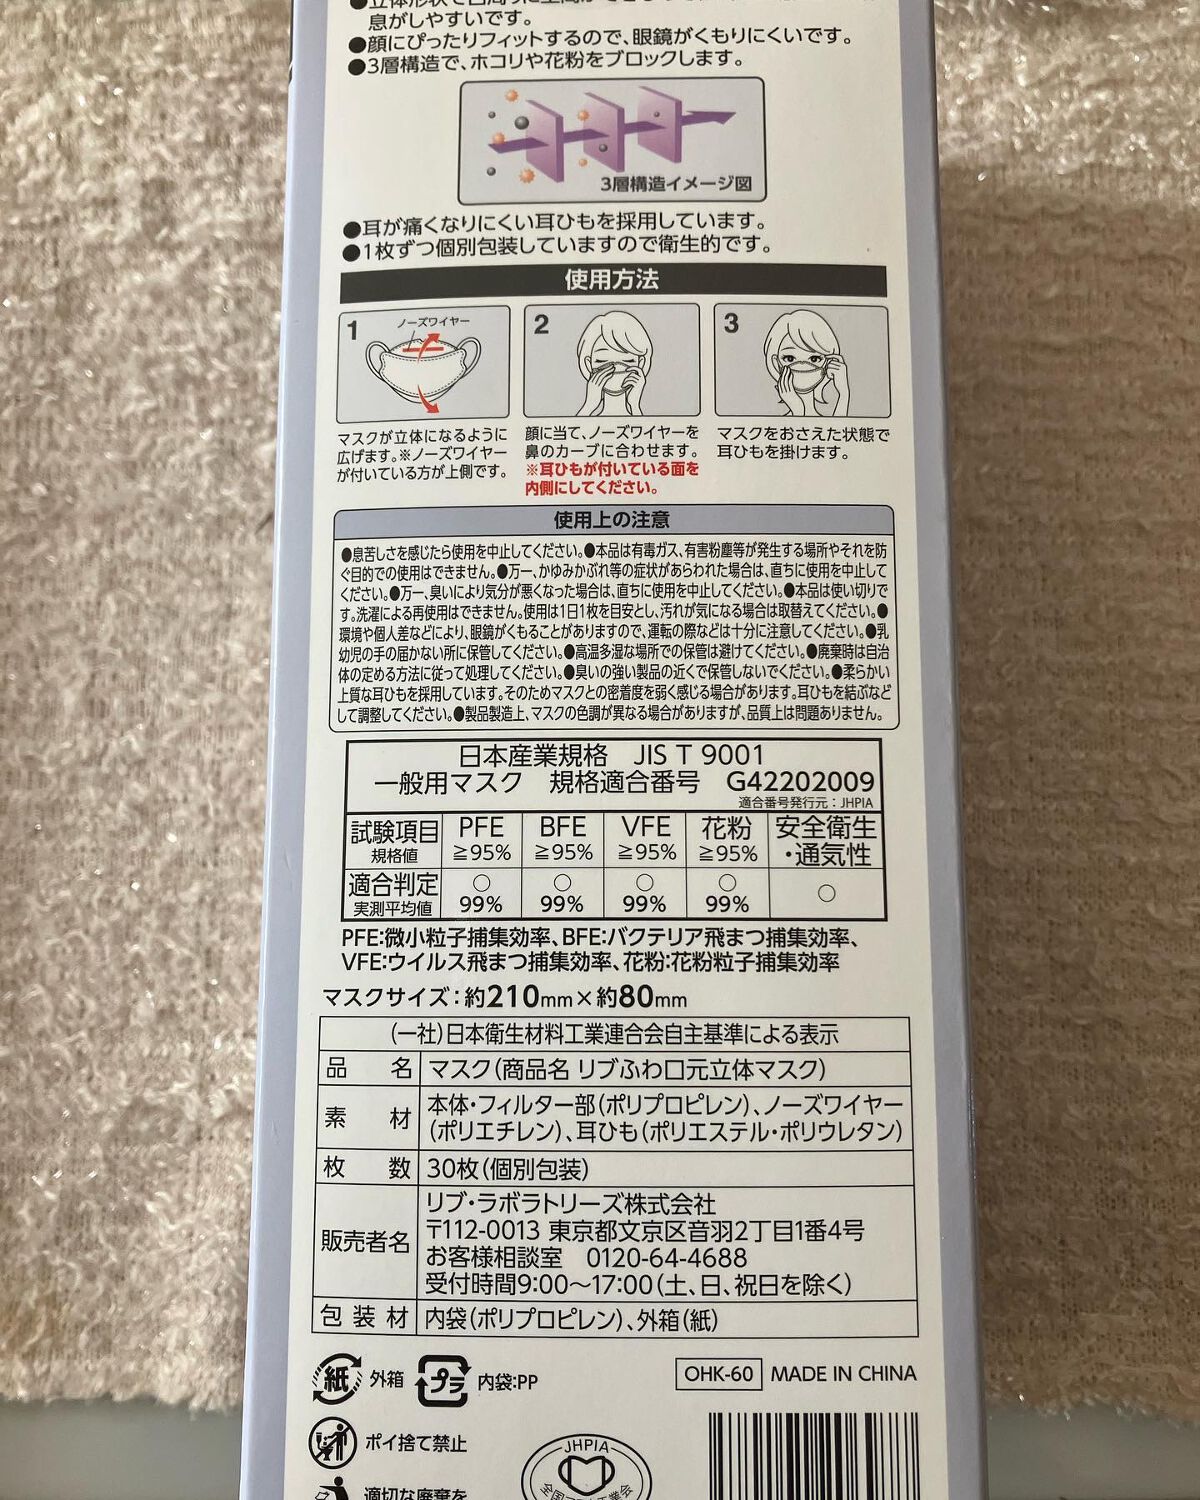 息がしやすいです。
●顔にぴったりフィットするので、眼鏡がくもりにくいです。
●3層構造で、ホコリや花粉をブロックします。
3層構造イメージ図
●耳が痛くなりにくい耳ひもを採用しています。
●1枚ずつ個別包装していますので衛生的です。
使用方法
1
ノーズワイヤー
マスクが立体になるように
広げます。※ノーズワイヤー
が付いている方が上側です。
2
顔に当て、ノーズワイヤーを
鼻のカーブに合わせます。
※耳ひもが付いている面を
内側にしてください。
3
マスクをおさえた状態で
耳ひもを掛けます。
使用上の注意
●息苦しさを感じたら使用を中止してください。●本品は有毒ガス、有害粉塵等が発生する場所やそれを防
ぐ目的での使用はできません。●万一、かゆみかぶれ等の症状があらわれた場合は、直ちに使用を中止して
ください。●万一、臭いにより気分が悪くなった場合は、直ちに使用を中止してください。●本品は使い切りで
す。洗濯による再使用はできません。使用は1日1枚を目安とし、汚れが気になる場合は取替えてください。●
環境や個人差などにより、眼鏡がくもることがありますので、運転の際などは十分に注意してください。●乳
幼児の手の届かない所に保管してください。●高温多湿な場所での保管は避けてください。●廃棄時は自治
体の定める方法に従って処理してください。●臭いの強い製品の近くで保管しないでください。●柔らかい
上質な耳ひもを採用しています。そのためマスクとの密着度を弱く感じる場合があります。耳ひもを結ぶなど
して調整してください。●製品製造上、マスクの色調が異なる場合がありますが、品質上は問題ありません。
日本産業規格 JIS T 9001
一般用マスク 規格適合番号 G42202009
適合番号発行元：JHPIA
試験項目 PFE BFE VFE 花粉 安全衛生
規格値 ≧95% ≧95% ≧95% ≧95% ・通気性
適合判定 ○ ○ ○ ○ ○
実測平均値 99% 99% 99% 99%
PFE:微小粒子捕集効率、BFE:バクテリア飛まつ捕集効率、
VFE:ウイルス飛まつ捕集効率、花粉:花粉粒子捕集効率
マスクサイズ：約210mm×約80mm
(一社)日本衛生材料工業連合会自主基準による表示
品名 マスク(商品名 リブふわ口元立体マスク)
素材 本体・フィルター部(ポリプロピレン)、ノーズワイヤー
(ポリエチレン)、耳ひも(ポリエステル・ポリウレタン)
枚数 30枚(個別包装)
販売者名 リブ・ラボラトリーズ株式会社
〒112-0013 東京都文京区音羽2丁目1番4号
お客様相談室 0120-64-4688
受付時間9:00～17:00(土、日、祝日を除く)
包装材 内袋(ポリプロピレン)、外箱(紙)
紙 外箱 プラ 内袋:PP
OHK-60 MADE IN CHINA
ポイ捨て禁止
JHPIA
適切な廃棄を